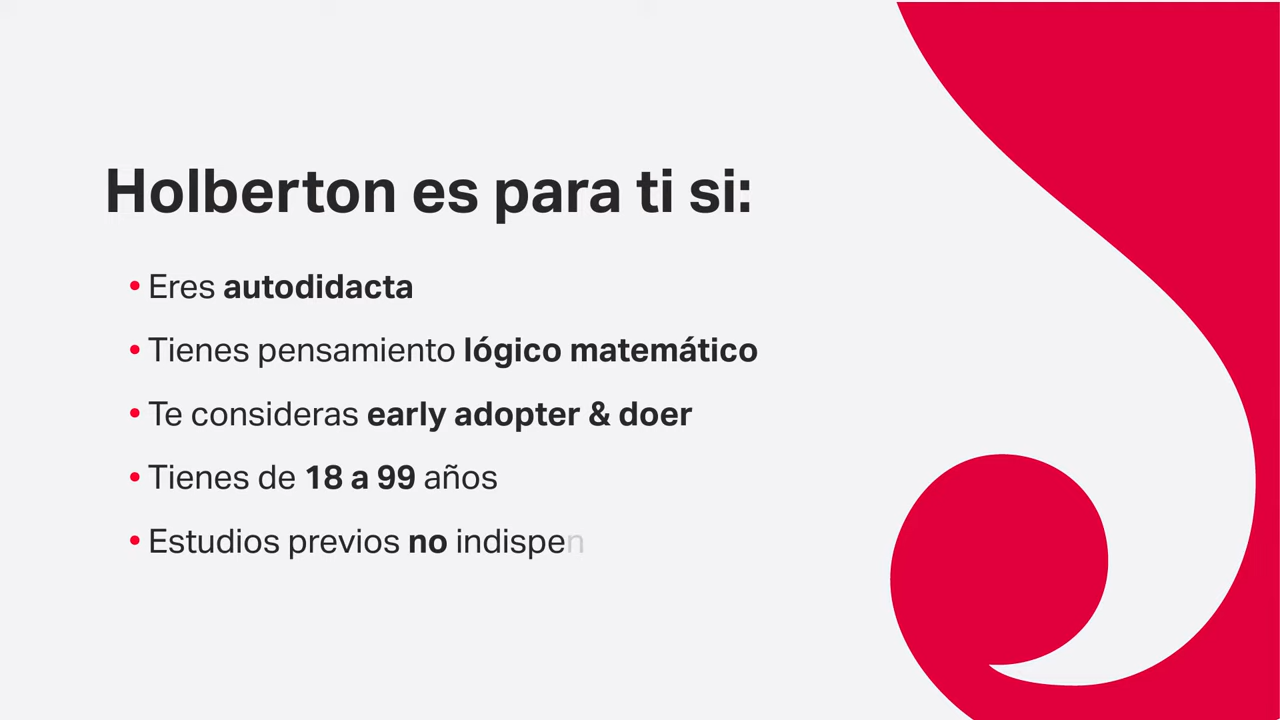 Holberton es para ti si:
• Eres autodidacta
• Tienes pensamiento lógico matemático
• Te consideras early adopter & doer
• Tienes de 18 a 99 años
• Estudios previos no indispen